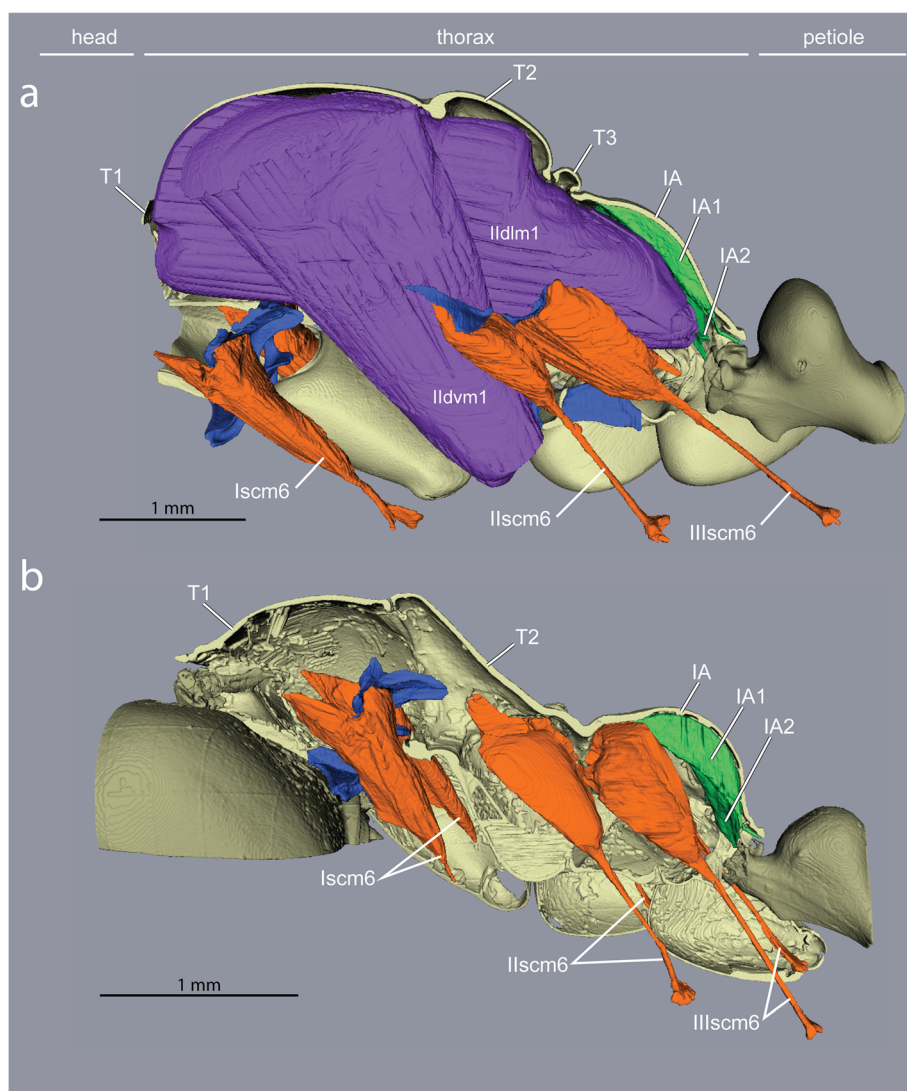 head thorax petiole
a
T2
T3
T1
IA
IA1
IA2
IIdlm1
IIdvm1
Iscm6
IIscm6
IIIscm6
1 mm
b
T1
T2
IA
IA1
IA2
Iscm6
IIscm6
1 mm
IIIscm6